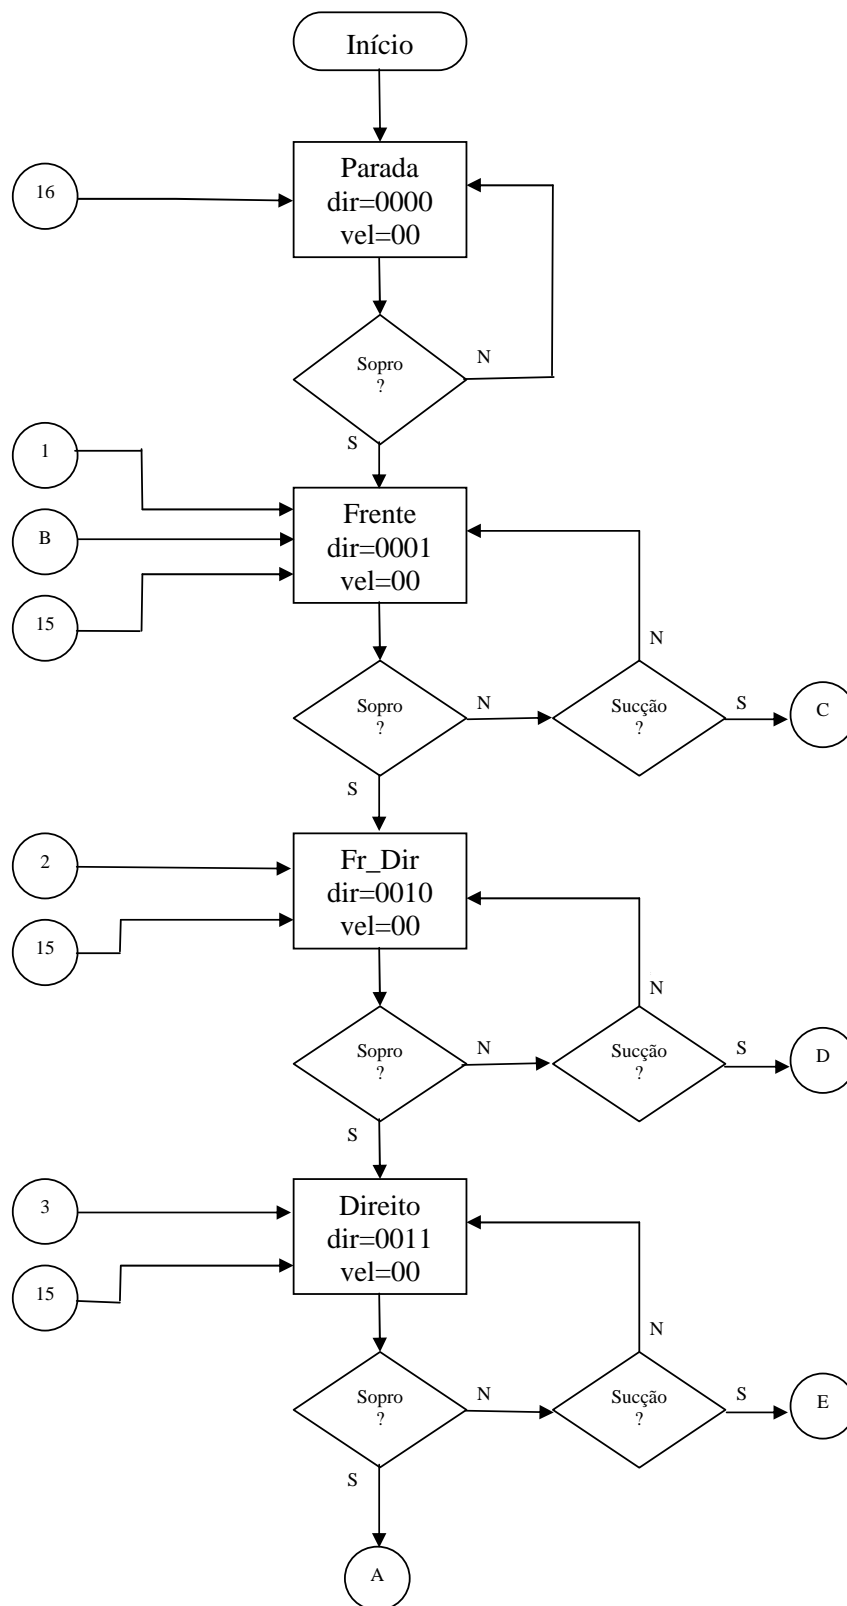 Início
Parada
dir=0000
vel=00
16
Sopro
?
N
S
1
B
15
Frente
dir=0001
vel=00
N
Sopro
?
N
Sucção
?
S
C
S
2
15
Fr_Dir
dir=0010
vel=00
N
Sopro
?
N
Sucção
?
S
D
S
3
15
Direito
dir=0011
vel=00
N
Sopro
?
N
Sucção
?
S
E
S
A